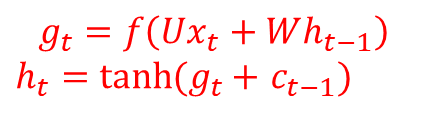 g_t = f(Ux_t + Wh_{t-1})
h_t = tanh(g_t + c_{t-1})